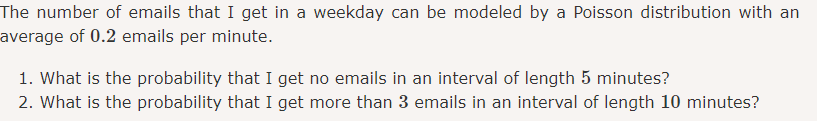 The number of emails that I get in a weekday can be modeled by a Poisson distribution with an
average of 0.2 emails per minute.
1. What is the probability that I get no emails in an interval of length 5 minutes?
2. What is the probability that I get more than 3 emails in an interval of length 10 minutes?